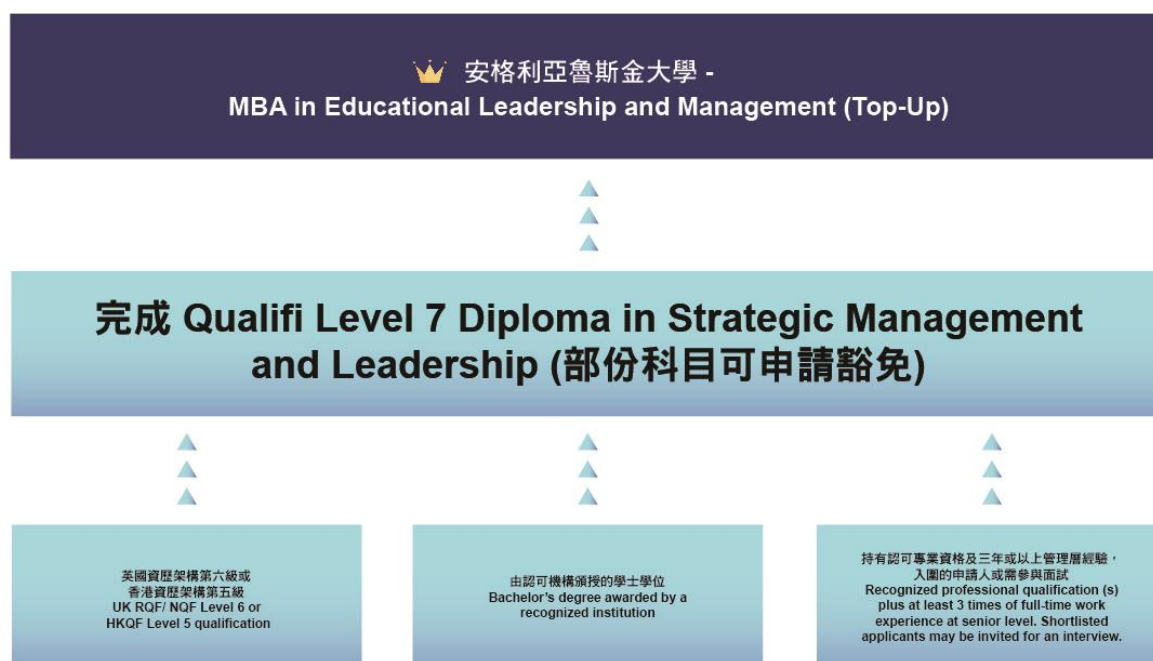 安格利亞魯斯金大學 -
MBA in Educational Leadership and Management (Top-Up)
完成 Qualifi Level 7 Diploma in Strategic Management
and Leadership (部份科目可申請豁免)
英國資歷架構第六級或
香港資歷架構第五級
UK RQF/ NQF Level 6 or
HKQF Level 5 qualification
由認可機構頒授的學士學位
Bachelor's degree awarded by a
recognized institution
持有認可專業資格及三年或以上管理層經驗，
入圍的申請人或需參與面試
Recognized professional qualification (s)
plus at least 3 times of full-time work
experience at senior level. Shortlisted
applicants may be invited for an interview.